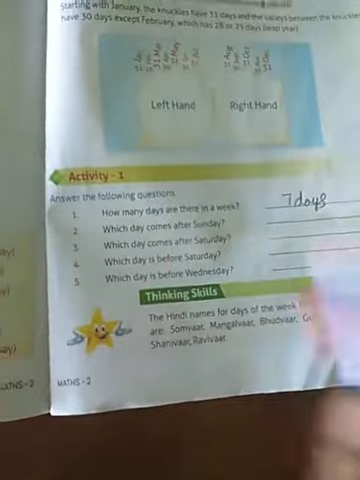 Starting with January, the knuckles have 31 days and the valleys between the knuckles
have 30 days except February, which has 28 or 29 days (leap year)
Left Hand Right Hand
Activity - 1
Answer the following questions
1. How many days are there in a week? 7 days
2. Which day comes after Sunday?
3. Which day comes after Saturday?
4. Which day is before Saturday?
5. Which day is before Wednesday?
Thinking Skills
The Hindi names for days of the week
are: Somvaar, Mangalvaar, Bhudvaar,
Shanivaar, Ravivaar.
MATHS - 2 MATHS - 2